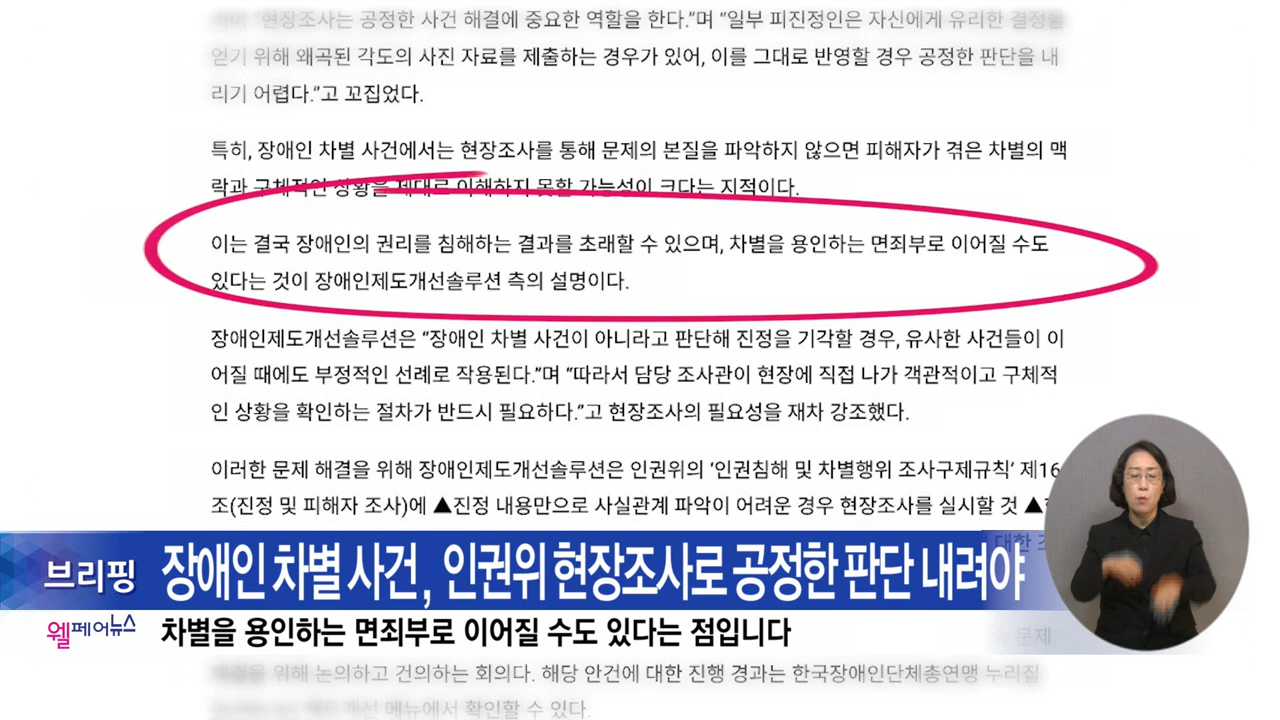 "현장조사는 공정한 사건 해결에 중요한 역할을 한다."며 "일부 피진정인은 자신에게 유리한 결정을
얻기 위해 왜곡된 각도의 사진 자료를 제출하는 경우가 있어, 이를 그대로 반영할 경우 공정한 판단을 내
리기 어렵다."고 꼬집었다.
특히, 장애인 차별 사건에서는 현장조사를 통해 문제의 본질을 파악하지 않으면 피해자가 겪은 차별의 맥
락과 구체적인 상황을 제대로 이해하지 못할 가능성이 크다는 지적이다.
이는 결국 장애인의 권리를 침해하는 결과를 초래할 수 있으며, 차별을 용인하는 면죄부로 이어질 수도
있다는 것이 장애인제도개선솔루션 측의 설명이다.
장애인제도개선솔루션은 "장애인 차별 사건이 아니라고 판단해 진정을 기각할 경우, 유사한 사건들이 이
어질 때에도 부정적인 선례로 작용된다."며 "따라서 담당 조사관이 현장에 직접 나가 객관적이고 구체적
인 상황을 확인하는 절차가 반드시 필요하다."고 현장조사의 필요성을 재차 강조했다.
이러한 문제 해결을 위해 장애인제도개선솔루션은 인권위의 '인권침해 및 차별행위 조사구제규칙' 제16
조(진정 및 피해자 조사)에 ▲진정 내용만으로 사실관계 파악이 어려운 경우 현장조사를 실시할 것 ▲
대한
브리핑 장애인 차별 사건, 인권위 현장조사로 공정한 판단 내려야
웰페어뉴스 차별을 용인하는 면죄부로 이어질 수도 있다는 점입니다
문제
해결을 위해 논의하고 건의하는 회의다. 해당 안건에 대한 진행 경과는 한국장애인단체총연맹 누리집
메뉴에서 확인할 수 있다.